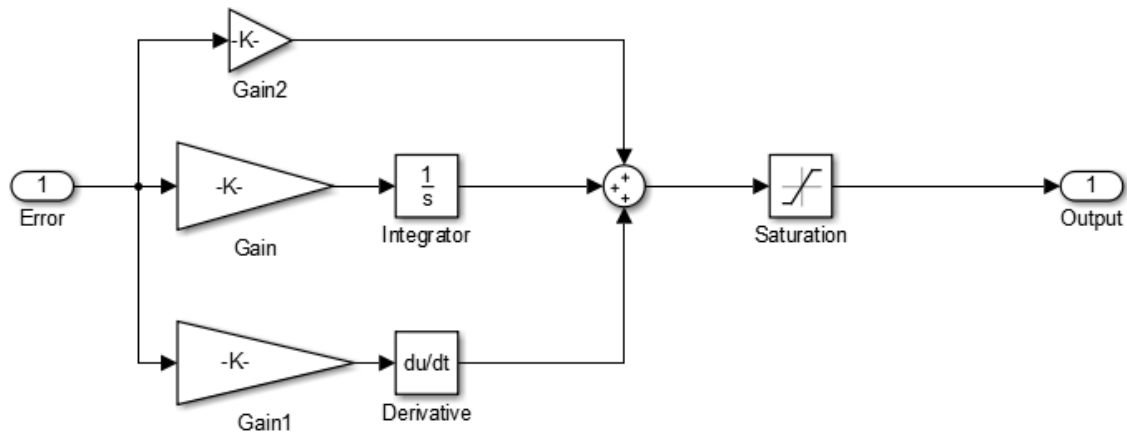 -K-
Gain2
1
Error
-K-
Gain
1
s
Integrator
+
+
+
Saturation
1
Output
-K-
Gain1
du/dt
Derivative